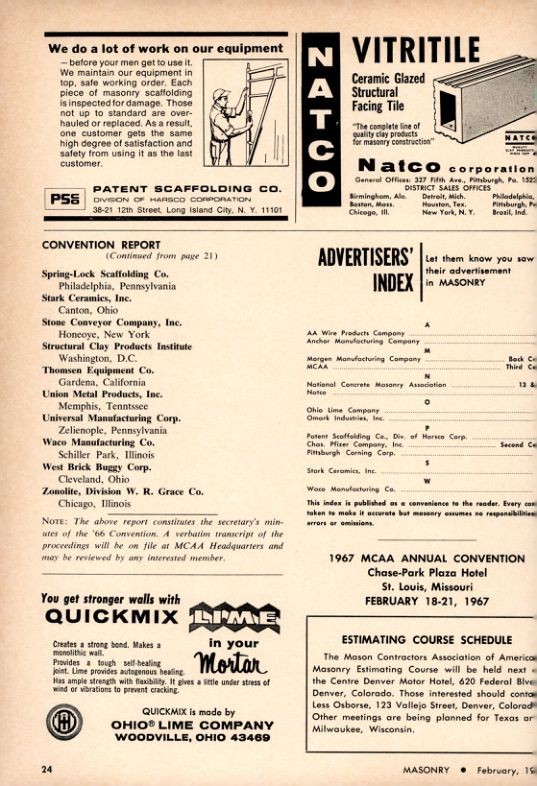 We do a lot of work on our equipment
— before your men get to use it.
We maintain our equipment in
top, safe working order. Each
piece of masonry scaffolding
is inspected for damage. Those
not up to standard are over-
hauled or replaced. As a result,
one customer gets the same
high degree of satisfaction and
safety from using it as the last
customer.
PS&
PATENT SCAFFOLDING CO.
DIVISION OF HARSCO CORPORATION
38-21 12th Street, Long Island City, N. Y. 11101
NATCO
VITRITILE
Ceramic Glazed
Structural
Facing Tile
"The complete line of
quality clay products
for masonry construction"
NATCO
QUALITY
CLAY PRODUCTS
Natco corporation
General Offices: 327 Fifth Ave., Pittsburgh, Pa. 1522
DISTRICT SALES OFFICES
Birmingham, Ala. Detroit, Mich. Philadelphia,
Boston, Mass. Houston, Tex. Pittsburgh, P
Chicago, Ill. New York, N. Y. Brazil, Ind.
CONVENTION REPORT
(Continued from page 21)
Spring-Lock Scaffolding Co.
Philadelphia, Pennsylvania
Stark Ceramics, Inc.
Canton, Ohio
Stone Conveyor Company, Inc.
Honeoye, New York
Structural Clay Products Institute
Washington, D.C.
Thomsen Equipment Co.
Gardena, California
Union Metal Products, Inc.
Memphis, Tenntssee
Universal Manufacturing Corp.
Zelienople, Pennsylvania
Waco Manufacturing Co.
Schiller Park, Illinois
West Brick Buggy Corp.
Cleveland, Ohio
Zonolite, Division W. R. Grace Co.
Chicago, Illinois
NOTE: The above report constitutes the secretary's min-
utes of the '66 Convention. A verbatim transcript of the
proceedings will be on file at MCAA Headquarters and
may be reviewed by any interested member.
You get stronger walls with
QUICKMIX LIME
in your
Mortar
Creates a strong bond. Makes a
monolithic wall.
Provides a tough self-healing
joint. Lime provides autogenous healing.
Has ample strength with flexibility. It gives a little under stress of
wind or vibrations to prevent cracking.
QUICKMIX is made by
OHIO® LIME COMPANY
WOODVILLE, OHIO 43469
ADVERTISERS'
INDEX
Let them know you saw
their advertisement
in MASONRY
A
AA Wire Products Company
Anchor Manufacturing Company
M
Morgen Manufacturing Company Back C
MCAA Third C
N
National Concrete Masonry Association 13 &
Natco
O
Ohio Lime Company
Omark Industries, Inc.
P
Patent Scaffolding Co., Div. of Harsco Corp.
Chas. Pfizer Company, Inc. Second C
Pittsburgh Corning Corp.
S
Stark Ceramics, Inc.
W
Waco Manufacturing Co.
This index is published as a convenience to the reader. Every car
taken to make it accurate but masonry assumes no responsibilities
errors or omissions.
1967 MCAA ANNUAL CONVENTION
Chase-Park Plaza Hotel
St. Louis, Missouri
FEBRUARY 18-21, 1967
ESTIMATING COURSE SCHEDULE
The Mason Contractors Association of America
Masonry Estimating Course will be held next
the Centre Denver Motor Hotel, 620 Federal Blv
Denver, Colorado. Those interested should conta
Less Osborse, 123 Vallejo Street, Denver, Colorad
Other meetings are being planned for Texas an
Milwaukee, Wisconsin.
24
MASONRY • February, 19